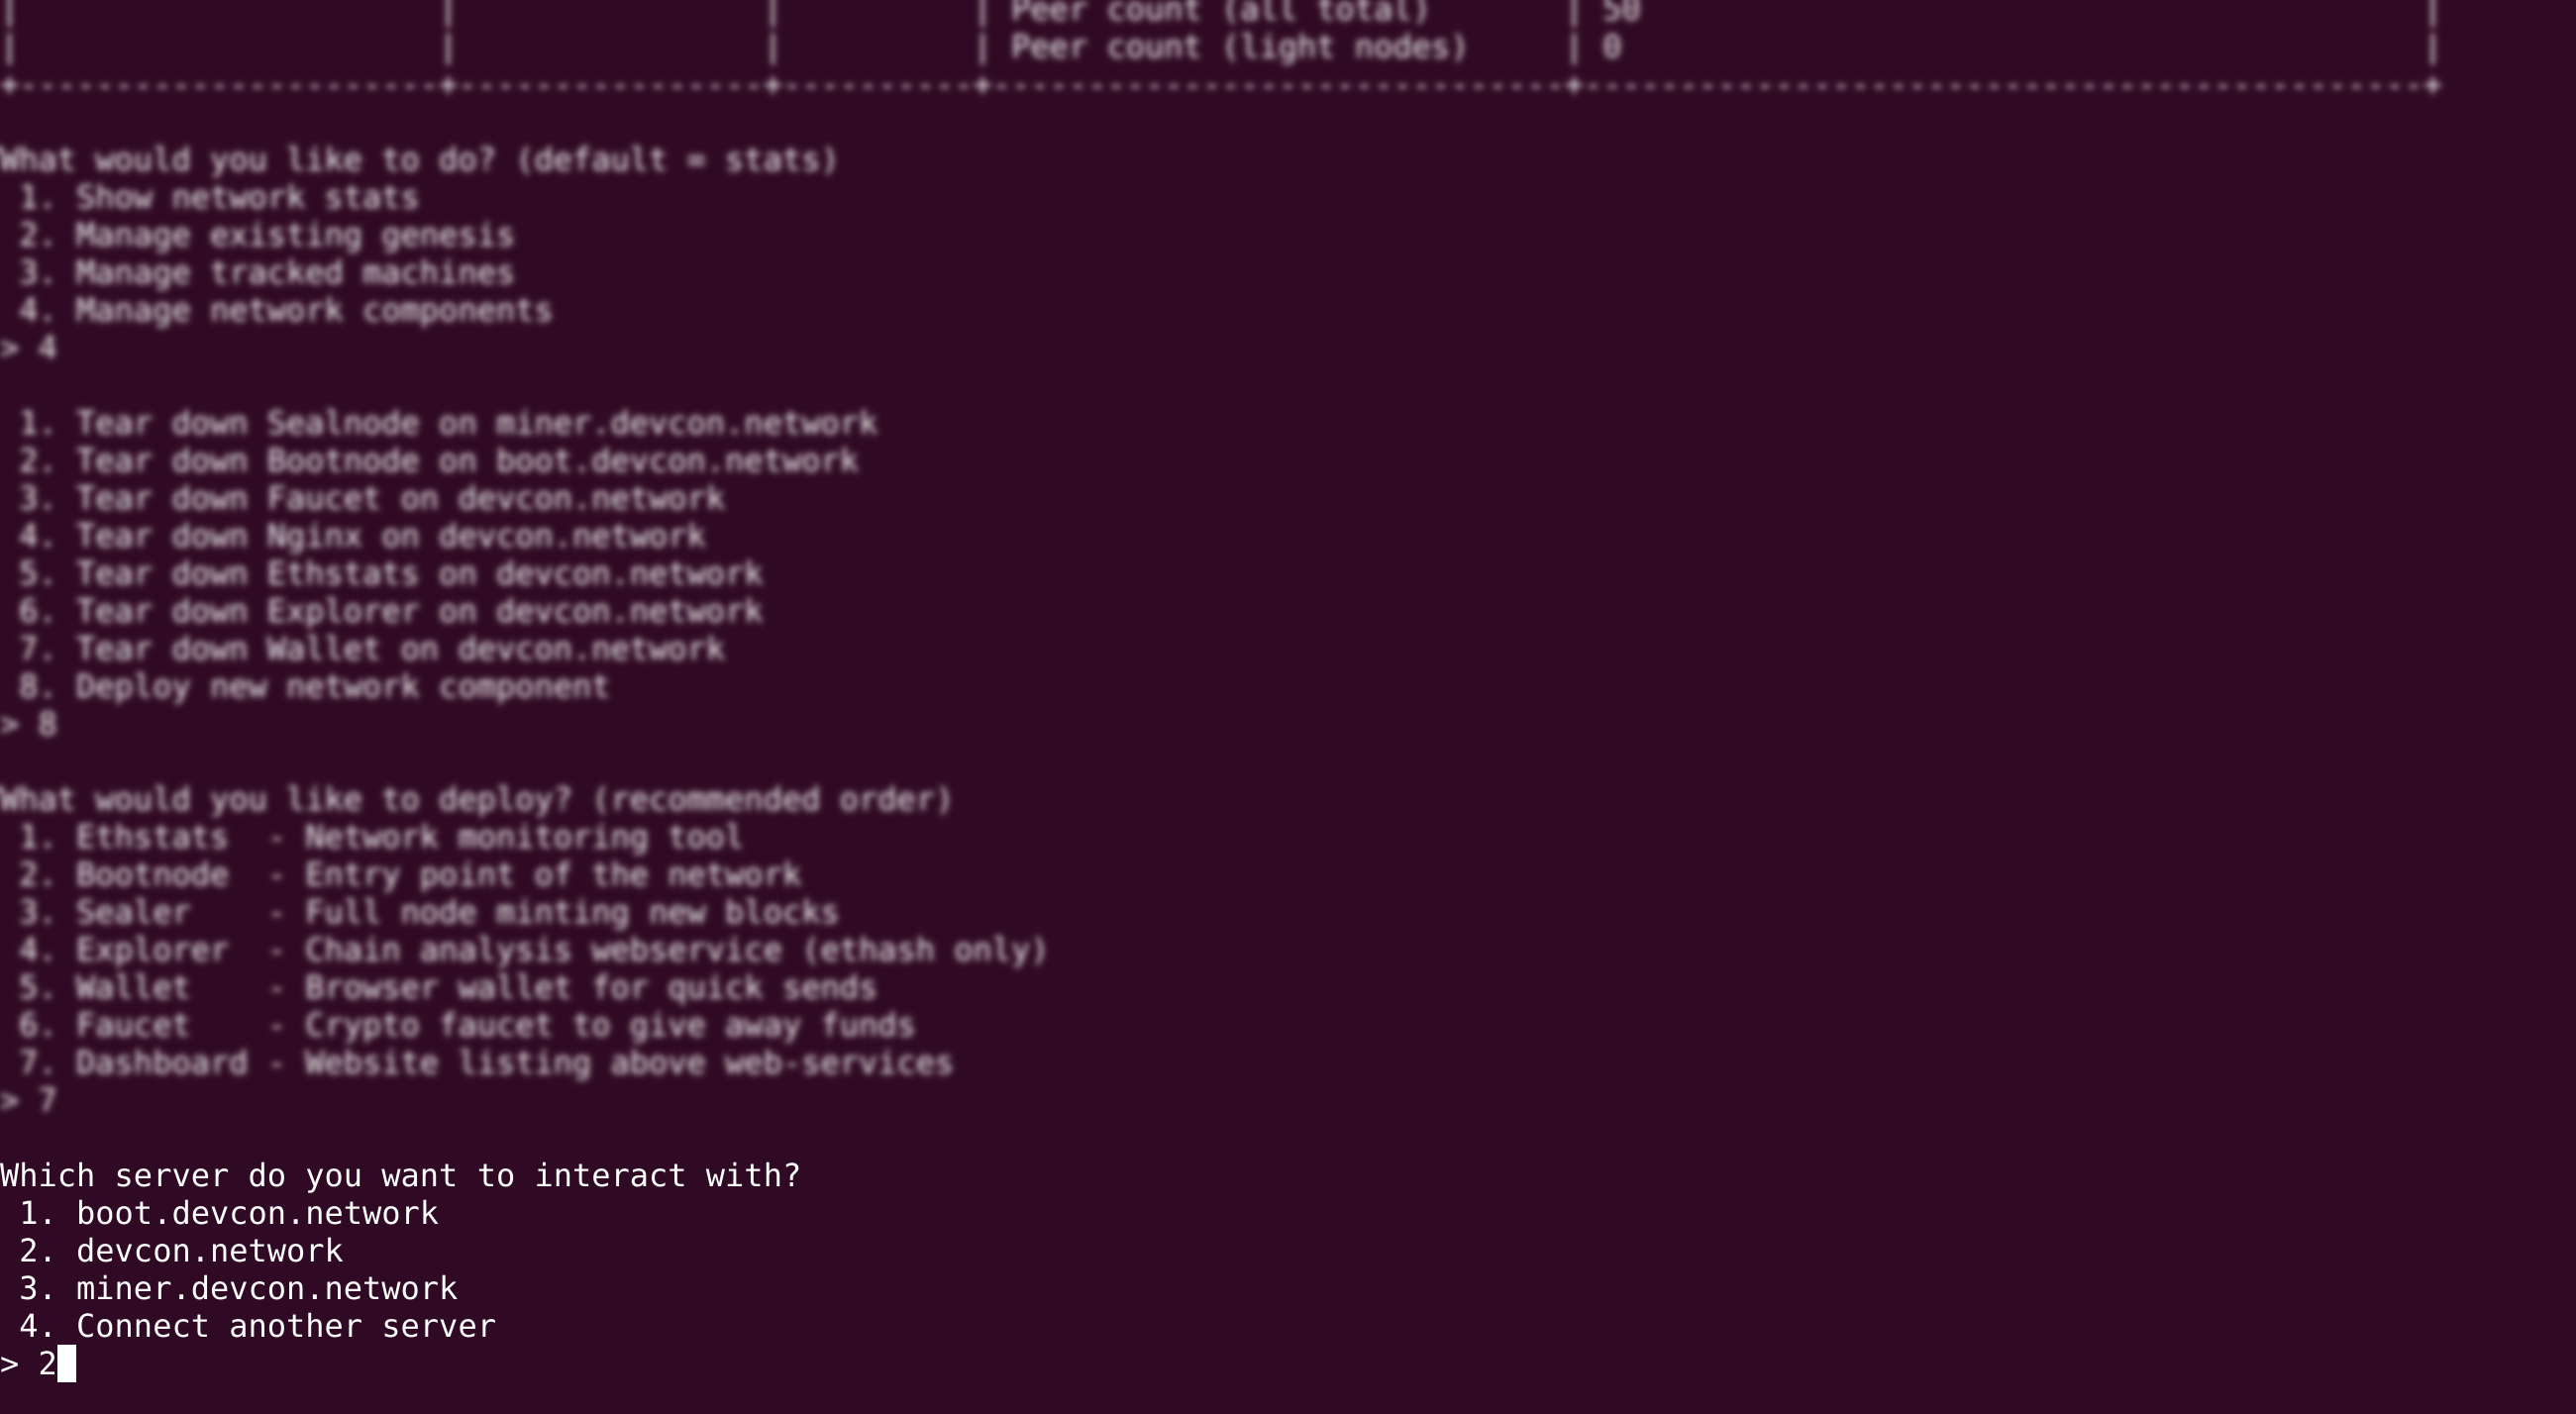 |                      |                |          | Peer count (all total)       | 50                                         |
|                      |                |          | Peer count (light nodes)     | 0                                          |
+----------------------+----------------+----------+------------------------------+--------------------------------------------+
What would you like to do? (default = stats)
 1. Show network stats
 2. Manage existing genesis
 3. Manage tracked machines
 4. Manage network components
> 4
 1. Tear down Sealnode on miner.devcon.network
 2. Tear down Bootnode on boot.devcon.network
 3. Tear down Faucet on devcon.network
 4. Tear down Nginx on devcon.network
 5. Tear down Ethstats on devcon.network
 6. Tear down Explorer on devcon.network
 7. Tear down Wallet on devcon.network
 8. Deploy new network component
> 8
What would you like to deploy? (recommended order)
 1. Ethstats  - Network monitoring tool
 2. Bootnode  - Entry point of the network
 3. Sealer    - Full node minting new blocks
 4. Explorer  - Chain analysis webservice (ethash only)
 5. Wallet    - Browser wallet for quick sends
 6. Faucet    - Crypto faucet to give away funds
 7. Dashboard - Website listing above web-services
> 7
Which server do you want to interact with?
 1. boot.devcon.network
 2. devcon.network
 3. miner.devcon.network
 4. Connect another server
> 2